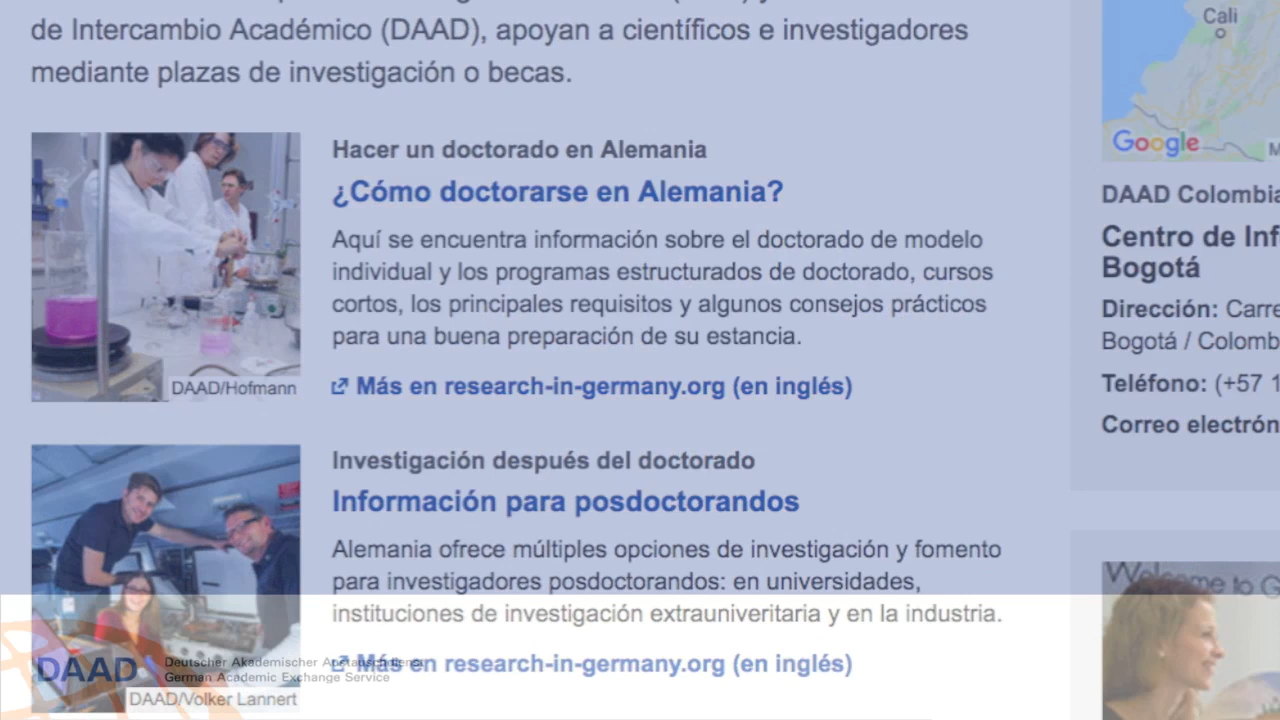 de Intercambio Académico (DAAD), apoyan a científicos e investigadores
mediante plazas de investigación o becas.
Hacer un doctorado en Alemania
¿Cómo doctorarse en Alemania?
Aquí se encuentra información sobre el doctorado de modelo
individual y los programas estructurados de doctorado, cursos
cortos, los principales requisitos y algunos consejos prácticos
para una buena preparación de su estancia.
Más en research-in-germany.org (en inglés)
DAAD/Hofmann
Investigación después del doctorado
Información para posdoctorandos
Alemania ofrece múltiples opciones de investigación y fomento
para investigadores posdoctorandos: en universidades,
instituciones de investigación extrauniveritaria y en la industria.
Más en research-in-germany.org (en inglés)
DAAD/Volker Lannert
DAAD
Deutscher Akademischer Austauschdienst
German Academic Exchange Service
Cali
Google
M
DAAD Colombia
Centro de Inf
Bogotá
Dirección: Carre
Bogotá / Colomb
Teléfono: (+57 1
Correo electrón
Welcome to G